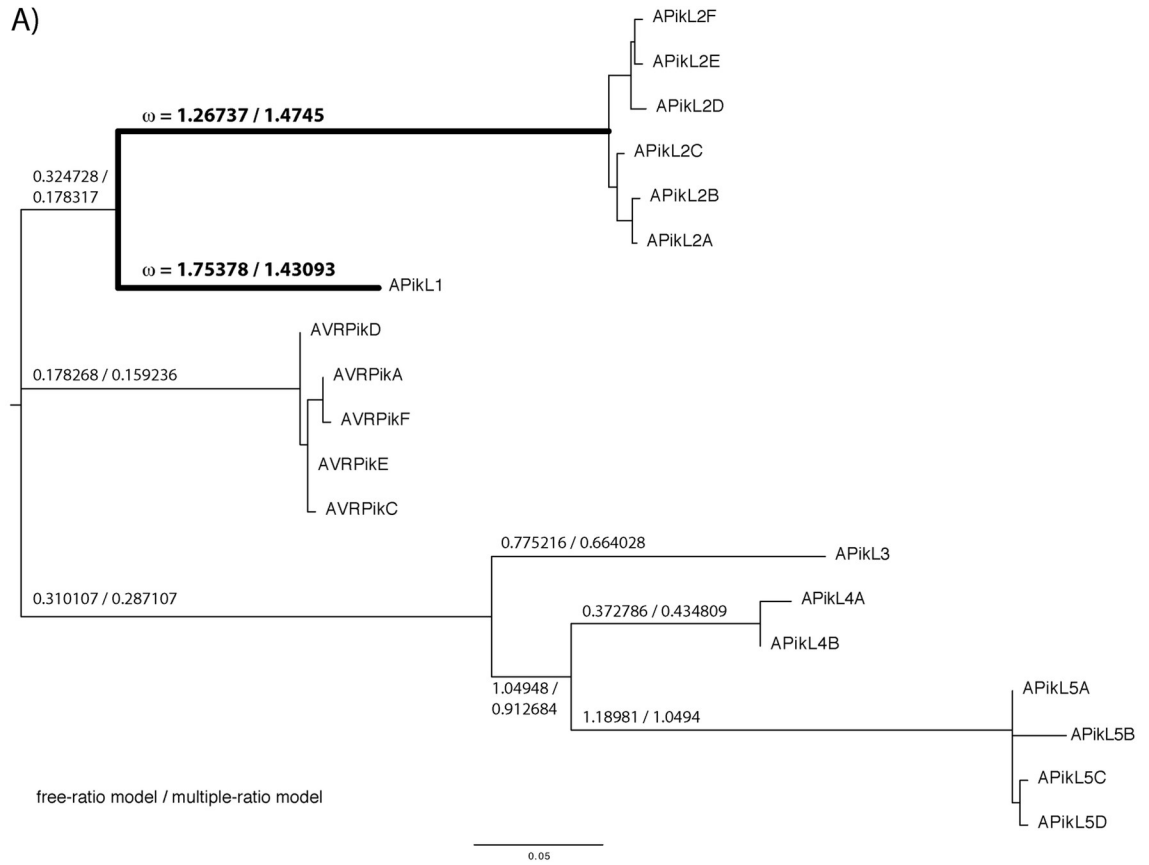 A)
APikL2F
APikL2E
APikL2D
ω = 1.26737 / 1.4745
APikL2C
0.324728 /
0.178317
APikL2B
APikL2A
ω = 1.75378 / 1.43093
APikL1
AVRPikD
0.178268 / 0.159236
AVRPikA
AVRPikF
AVRPikE
AVRPikC
0.775216 / 0.664028
APikL3
0.310107 / 0.287107
0.372786 / 0.434809
APikL4A
APikL4B
1.04948 /
0.912684
APikL5A
1.18981 / 1.0494
APikL5B
APikL5C
free-ratio model / multiple-ratio model
APikL5D
0.05